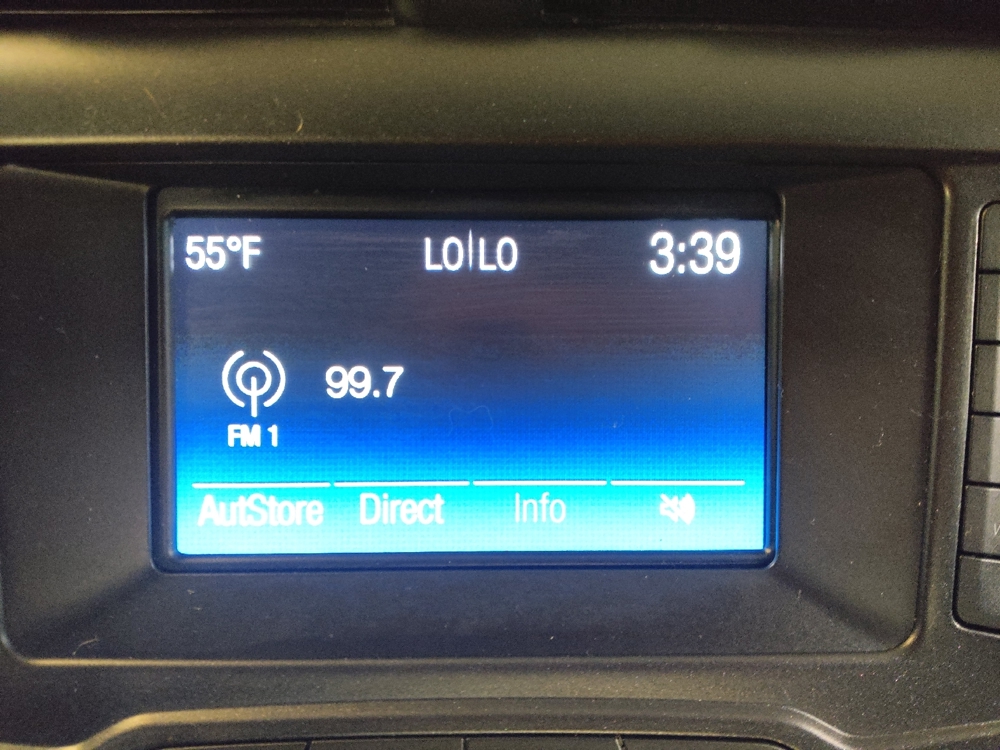 55°F LO|LO 3:39
99.7
FM 1
AutStore Direct Info